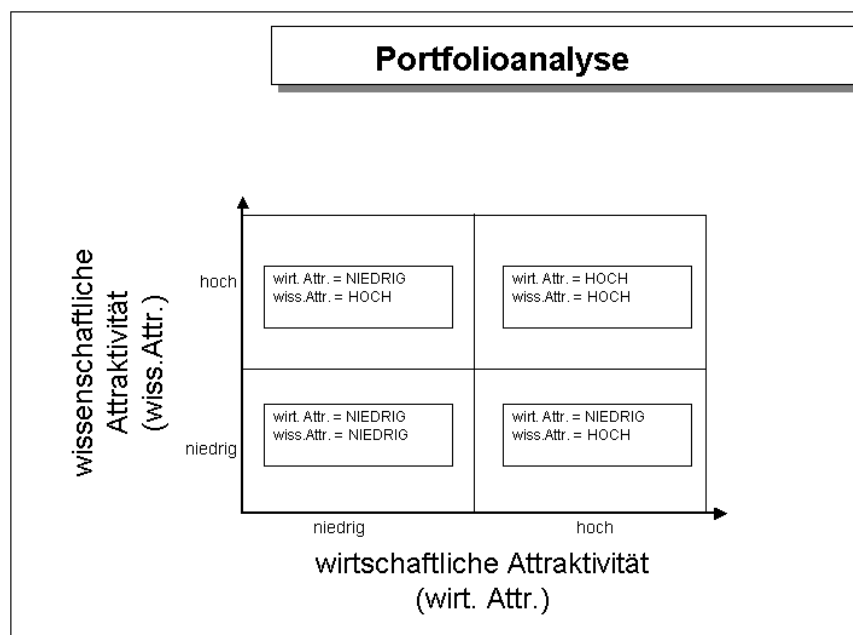 Portfolioanalyse
wissenschaftliche
Attraktivität
(wiss.Attr.)
hoch
wirt. Attr. = NIEDRIG
wiss.Attr. = HOCH
wirt. Attr. = HOCH
wiss.Attr. = HOCH
niedrig
wirt. Attr. = NIEDRIG
wiss.Attr. = NIEDRIG
wirt. Attr. = NIEDRIG
wiss.Attr. = HOCH
niedrig
hoch
wirtschaftliche Attraktivität
(wirt. Attr.)